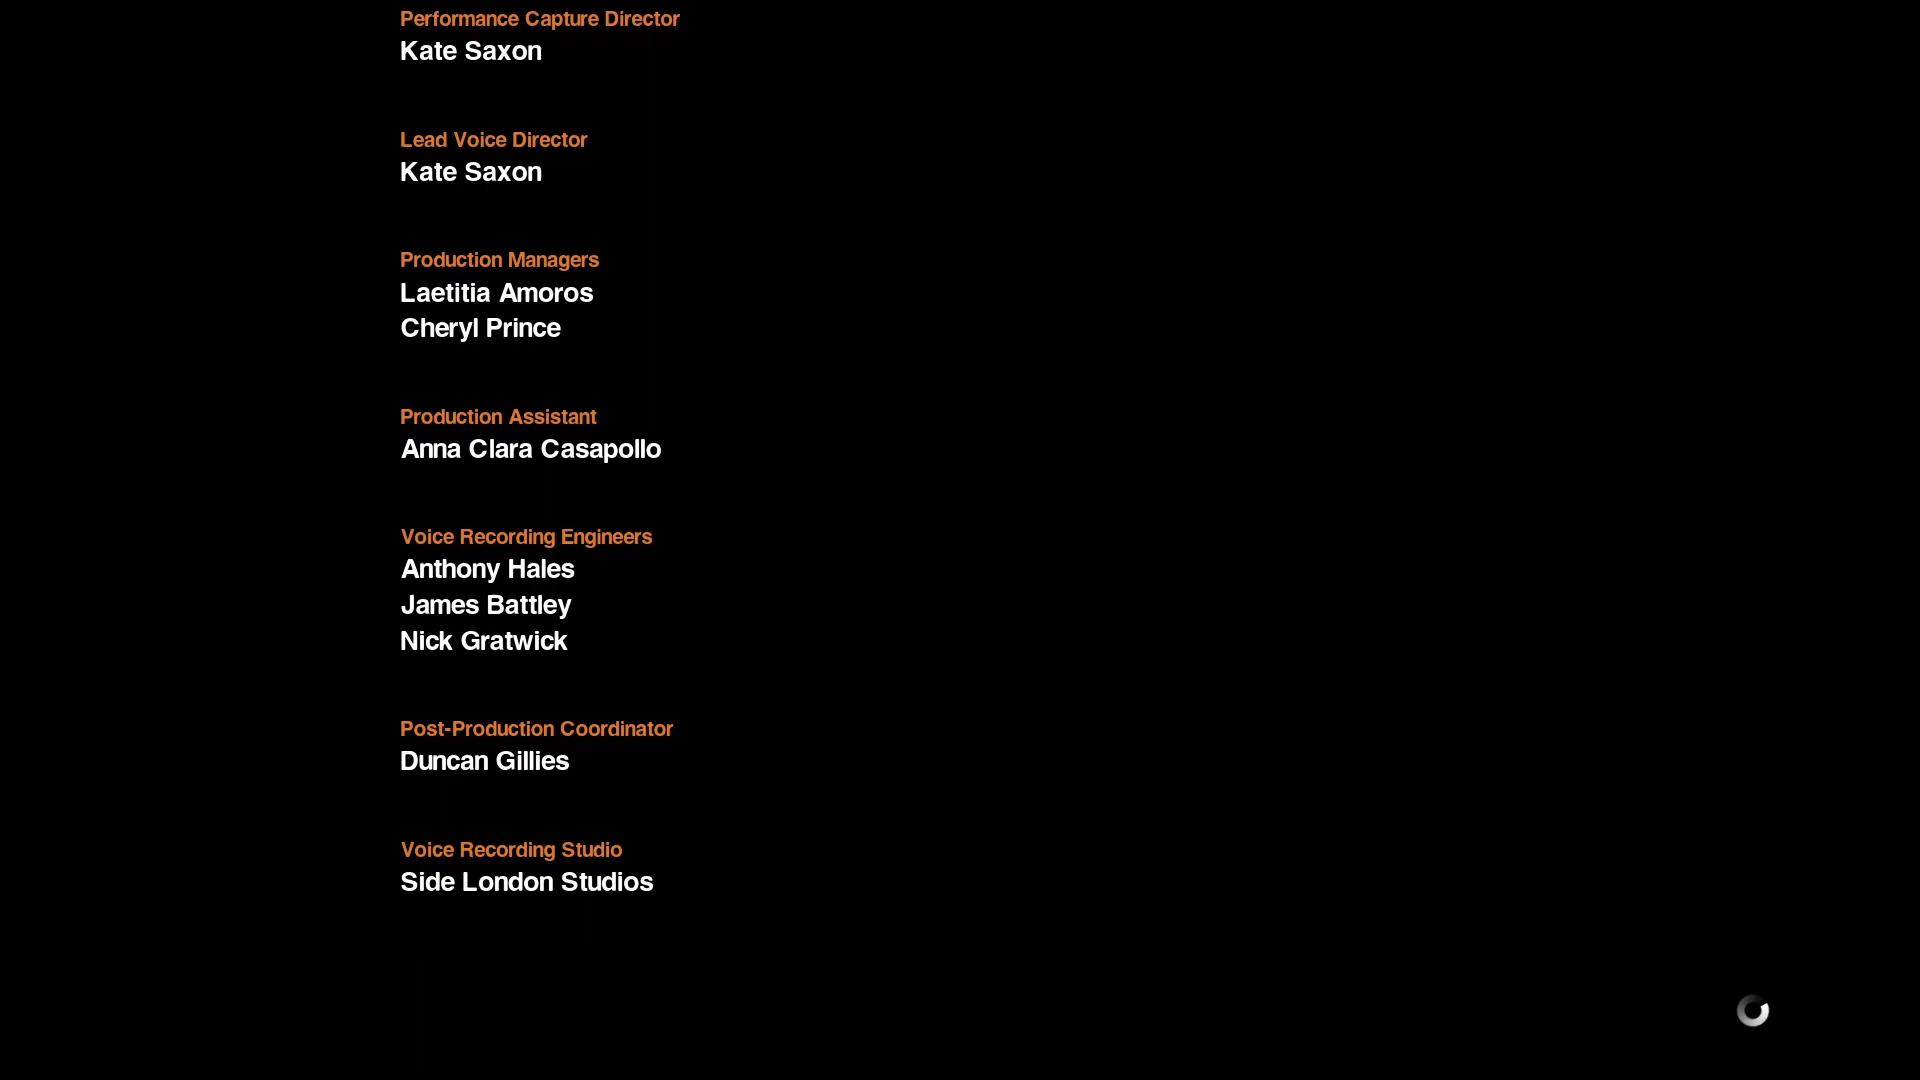 Performance Capture Director
Kate Saxon
Lead Voice Director
Kate Saxon
Production Managers
Laetitia Amoros
Cheryl Prince
Production Assistant
Anna Clara Casapollo
Voice Recording Engineers
Anthony Hales
James Battley
Nick Gratwick
Post-Production Coordinator
Duncan Gillies
Voice Recording Studio
Side London Studios